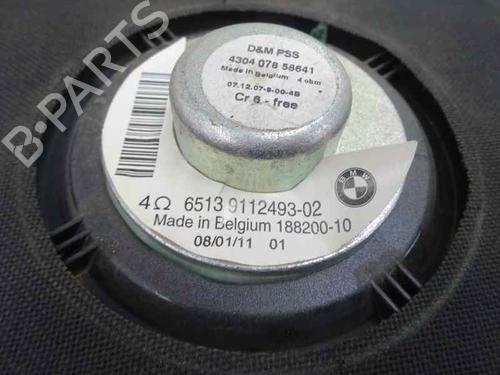 D&M PSS
4304 078 58641
Made in Belgium 4 ohm
07.12.07-9-00-4B
Cr 6 - free
BMW
4Ω 6513 9112493-02
Made in Belgium 188200-10
08/01/11 01
B-PARTS